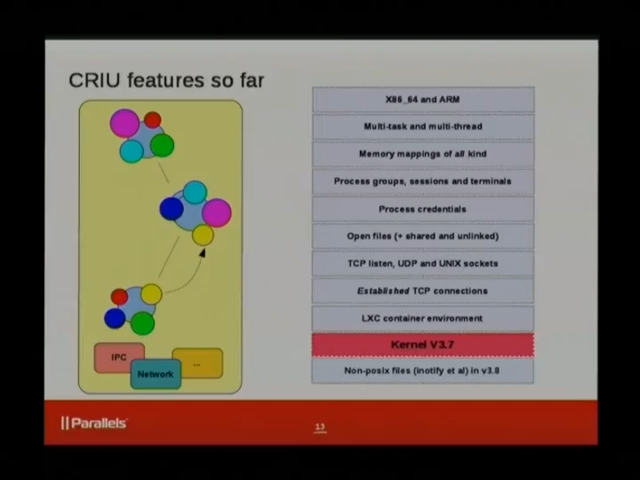 CRIU features so far
X86_64 and ARM
Multi-task and multi-thread
Memory mappings of all kind
Process groups, sessions and terminals
Process credentials
Open files (+ shared and unlinked)
TCP listen, UDP and UNIX sockets
Established TCP connections
LXC container environment
Kernel V3.7
Non-posix files (inotify et al) in v3.8
IPC
Network
...
Parallels
13